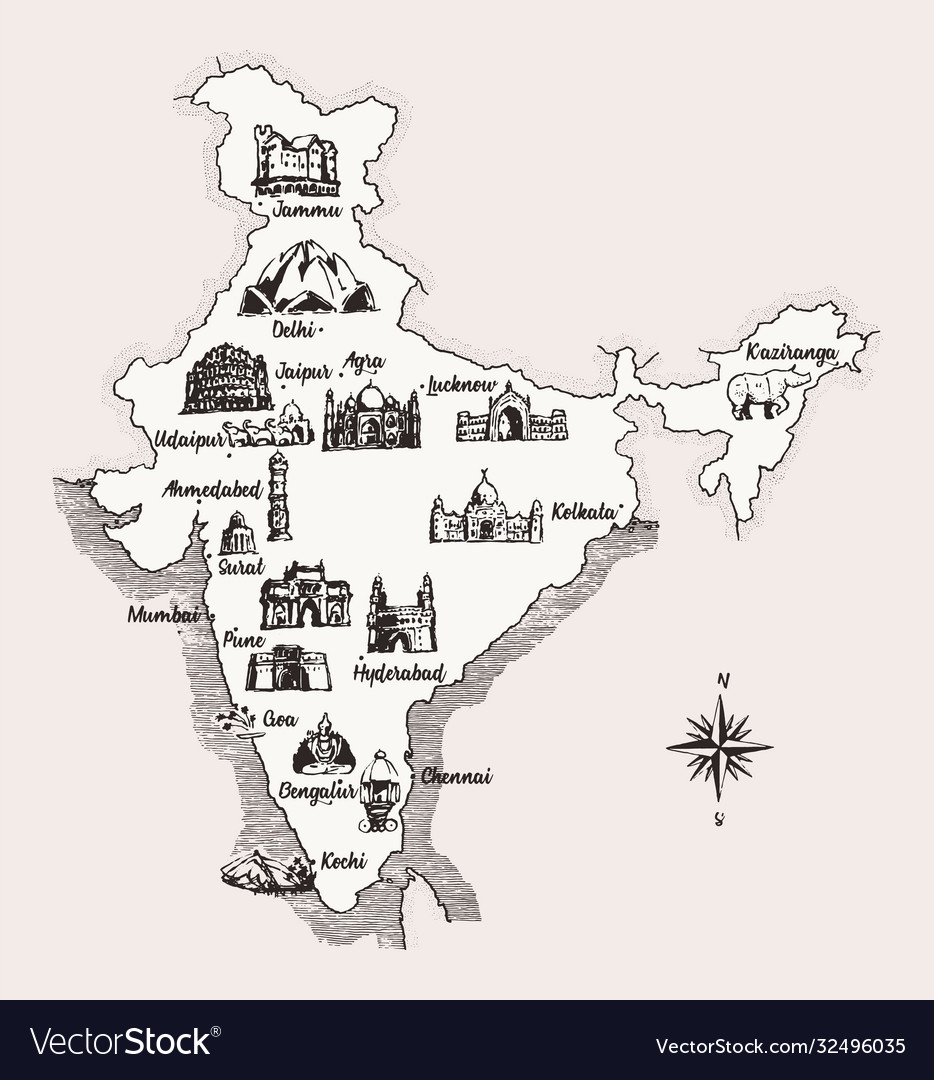 Jammu
Delhi
Jaipur
Agra
Lucknow
Kaziranga
Udaipur
Ahmedabad
Kolkata
Surat
Mumbai
Pune
Hyderabad
N
Goa
Bengalur
Chennai
S
Kochi
VectorStock®
VectorStock.com/32496035